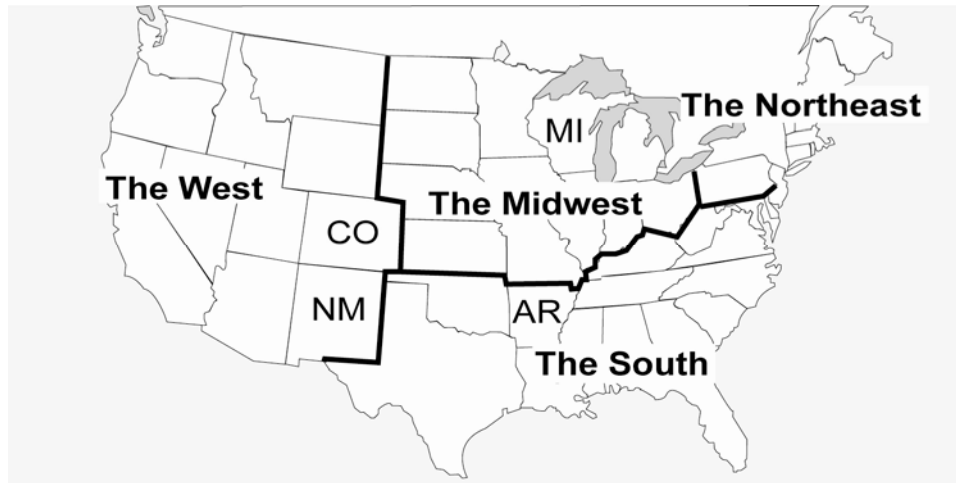 The Northeast
MI
The West
The Midwest
CO
NM
AR
The South